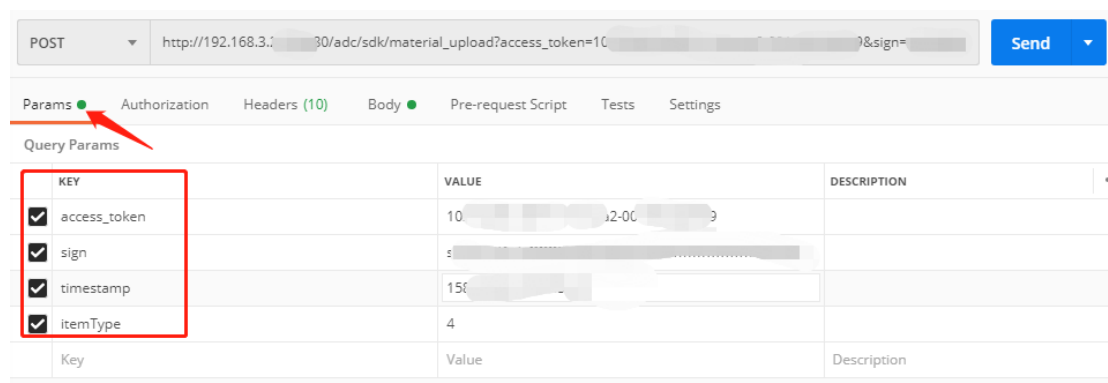 POST http://192.168.3. 30/adc/sdk/material_upload?access_token=10 9&sign= Send
Params Authorization Headers (10) Body Pre-request Script Tests Settings
Query Params
KEY VALUE DESCRIPTION
access_token 10 a2-00 9
sign s
timestamp 158
itemType 4
Key Value Description